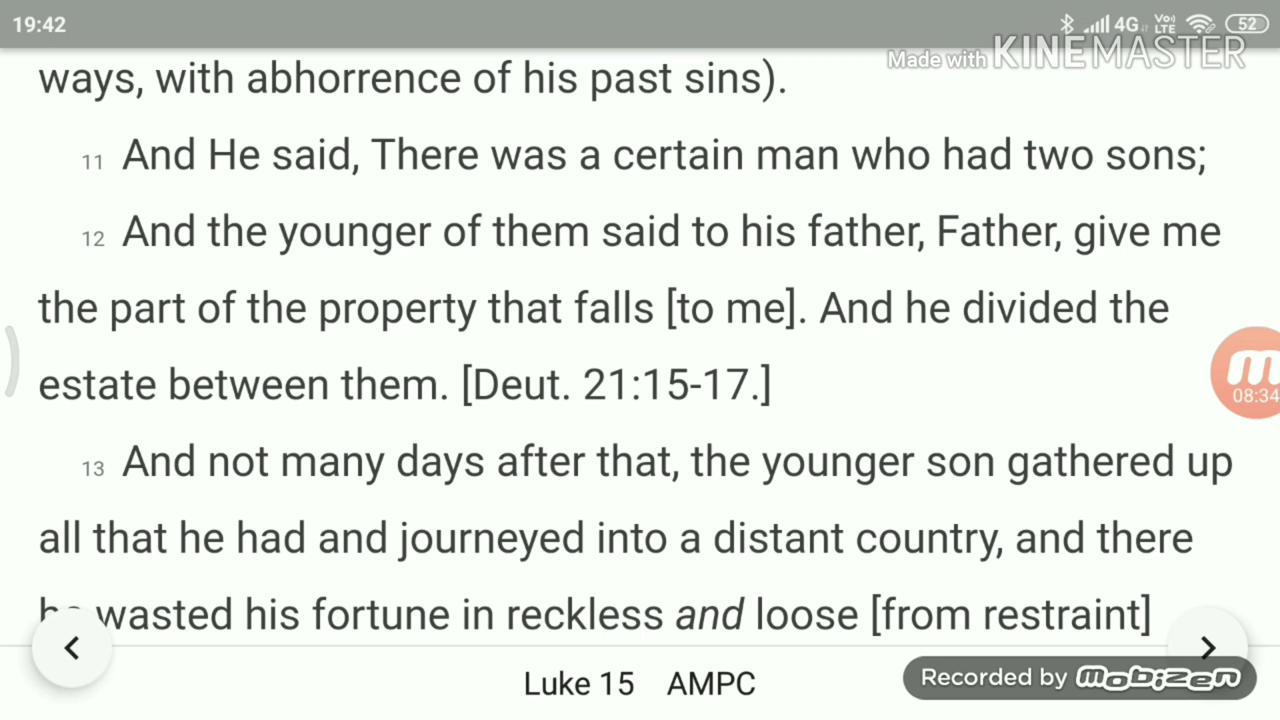 19:42
4G VoLTE 52
Made with KINEMASTER
ways, with abhorrence of his past sins).
11 And He said, There was a certain man who had two sons;
12 And the younger of them said to his father, Father, give me
the part of the property that falls [to me]. And he divided the
estate between them. [Deut. 21:15-17.]
08:34
13 And not many days after that, the younger son gathered up
all that he had and journeyed into a distant country, and there
he wasted his fortune in reckless and loose [from restraint]
Luke 15 AMPC
Recorded by mobizen